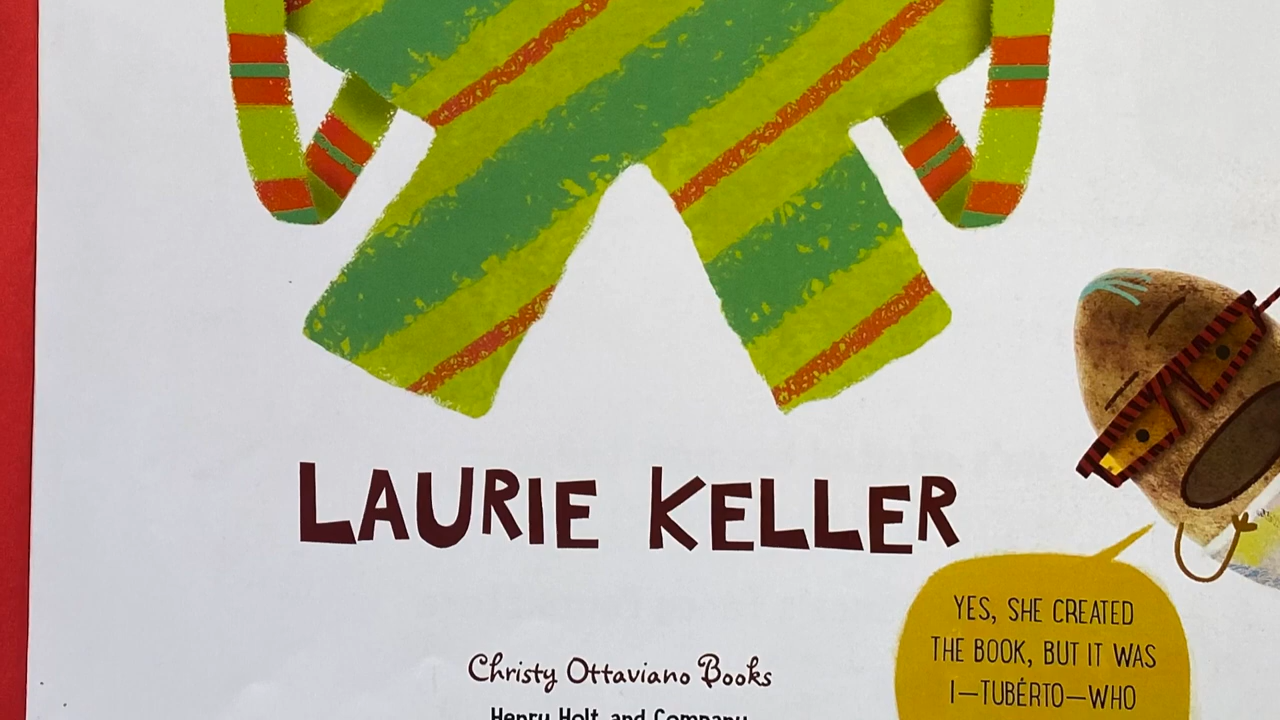 LAURIE KELLER
Christy Ottaviano Books
Henry Holt and Company
YES, SHE CREATED
THE BOOK, BUT IT WAS
I—TUBÉRTO—WHO